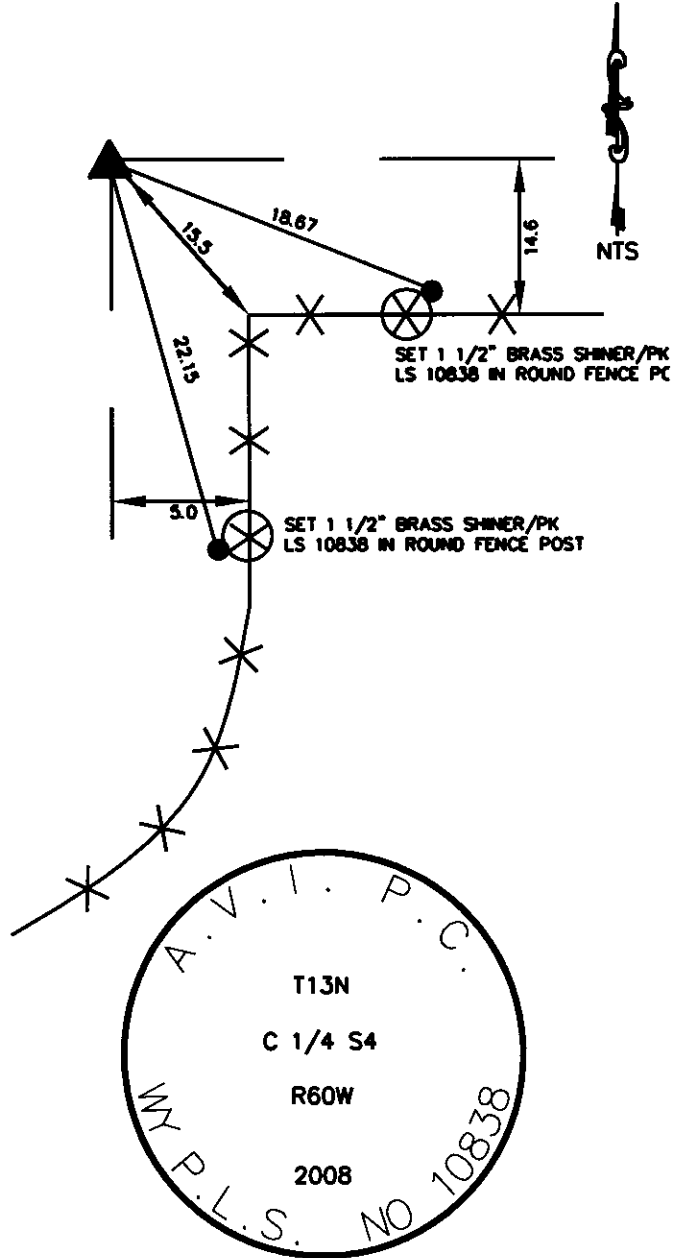 18.67
15.5
14.6
NTS
22.15
SET 1 1/2" BRASS SHINER/PK
LS 10838 IN ROUND FENCE PC
5.0
SET 1 1/2" BRASS SHINER/PK
LS 10838 IN ROUND FENCE POST
A.V.I. P.C.
T13N
C 1/4 S4
R60W
2008
WY P.L.S. NO 10838